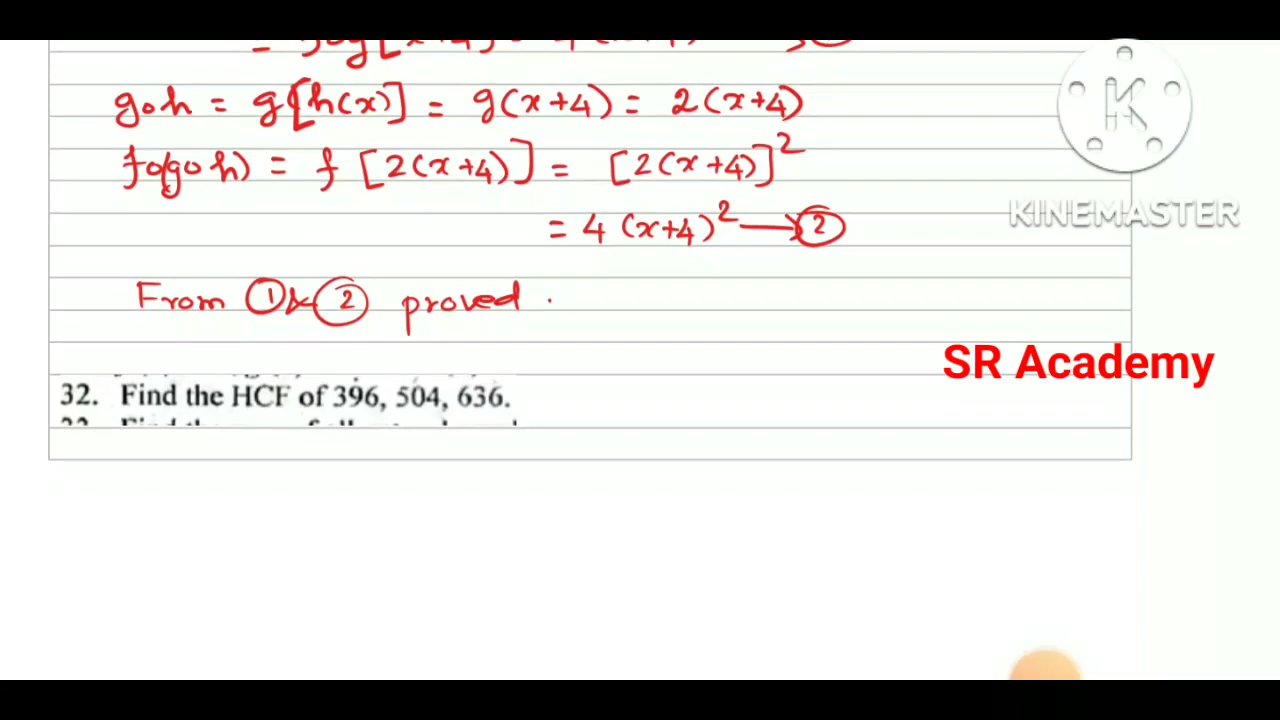 goh = g[h(x)] = g(x+4) = 2(x+4)
fo(goh) = f [2(x+4)] = [2(x+4)]²
= 4 (x+4)² → ②
From ① & ② proved.
32. Find the HCF of 396, 504, 636.
KINEMASTER
SR Academy